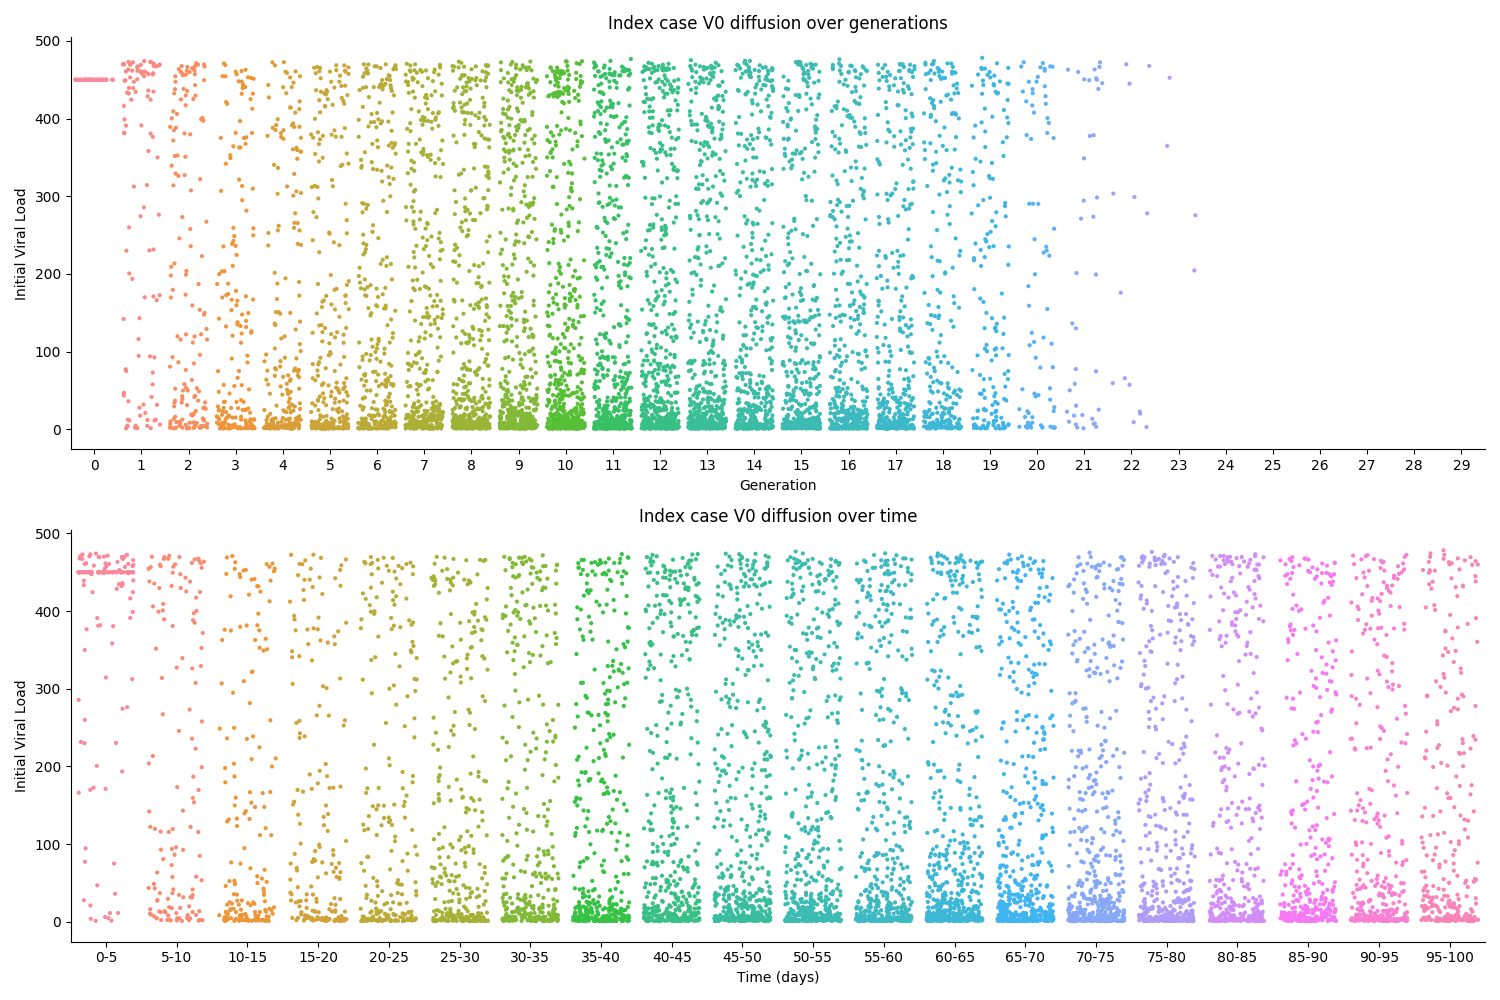 Index case V0 diffusion over generations
500
400
300
200
100
0
Initial Viral Load
0 1 2 3 4 5 6 7 8 9 10 11 12 13 14 15 16 17 18 19 20 21 22 23 24 25 26 27 28 29
Generation
Index case V0 diffusion over time
500
400
300
200
100
0
Initial Viral Load
0-5 5-10 10-15 15-20 20-25 25-30 30-35 35-40 40-45 45-50 50-55 55-60 60-65 65-70 70-75 75-80 80-85 85-90 90-95 95-100
Time (days)